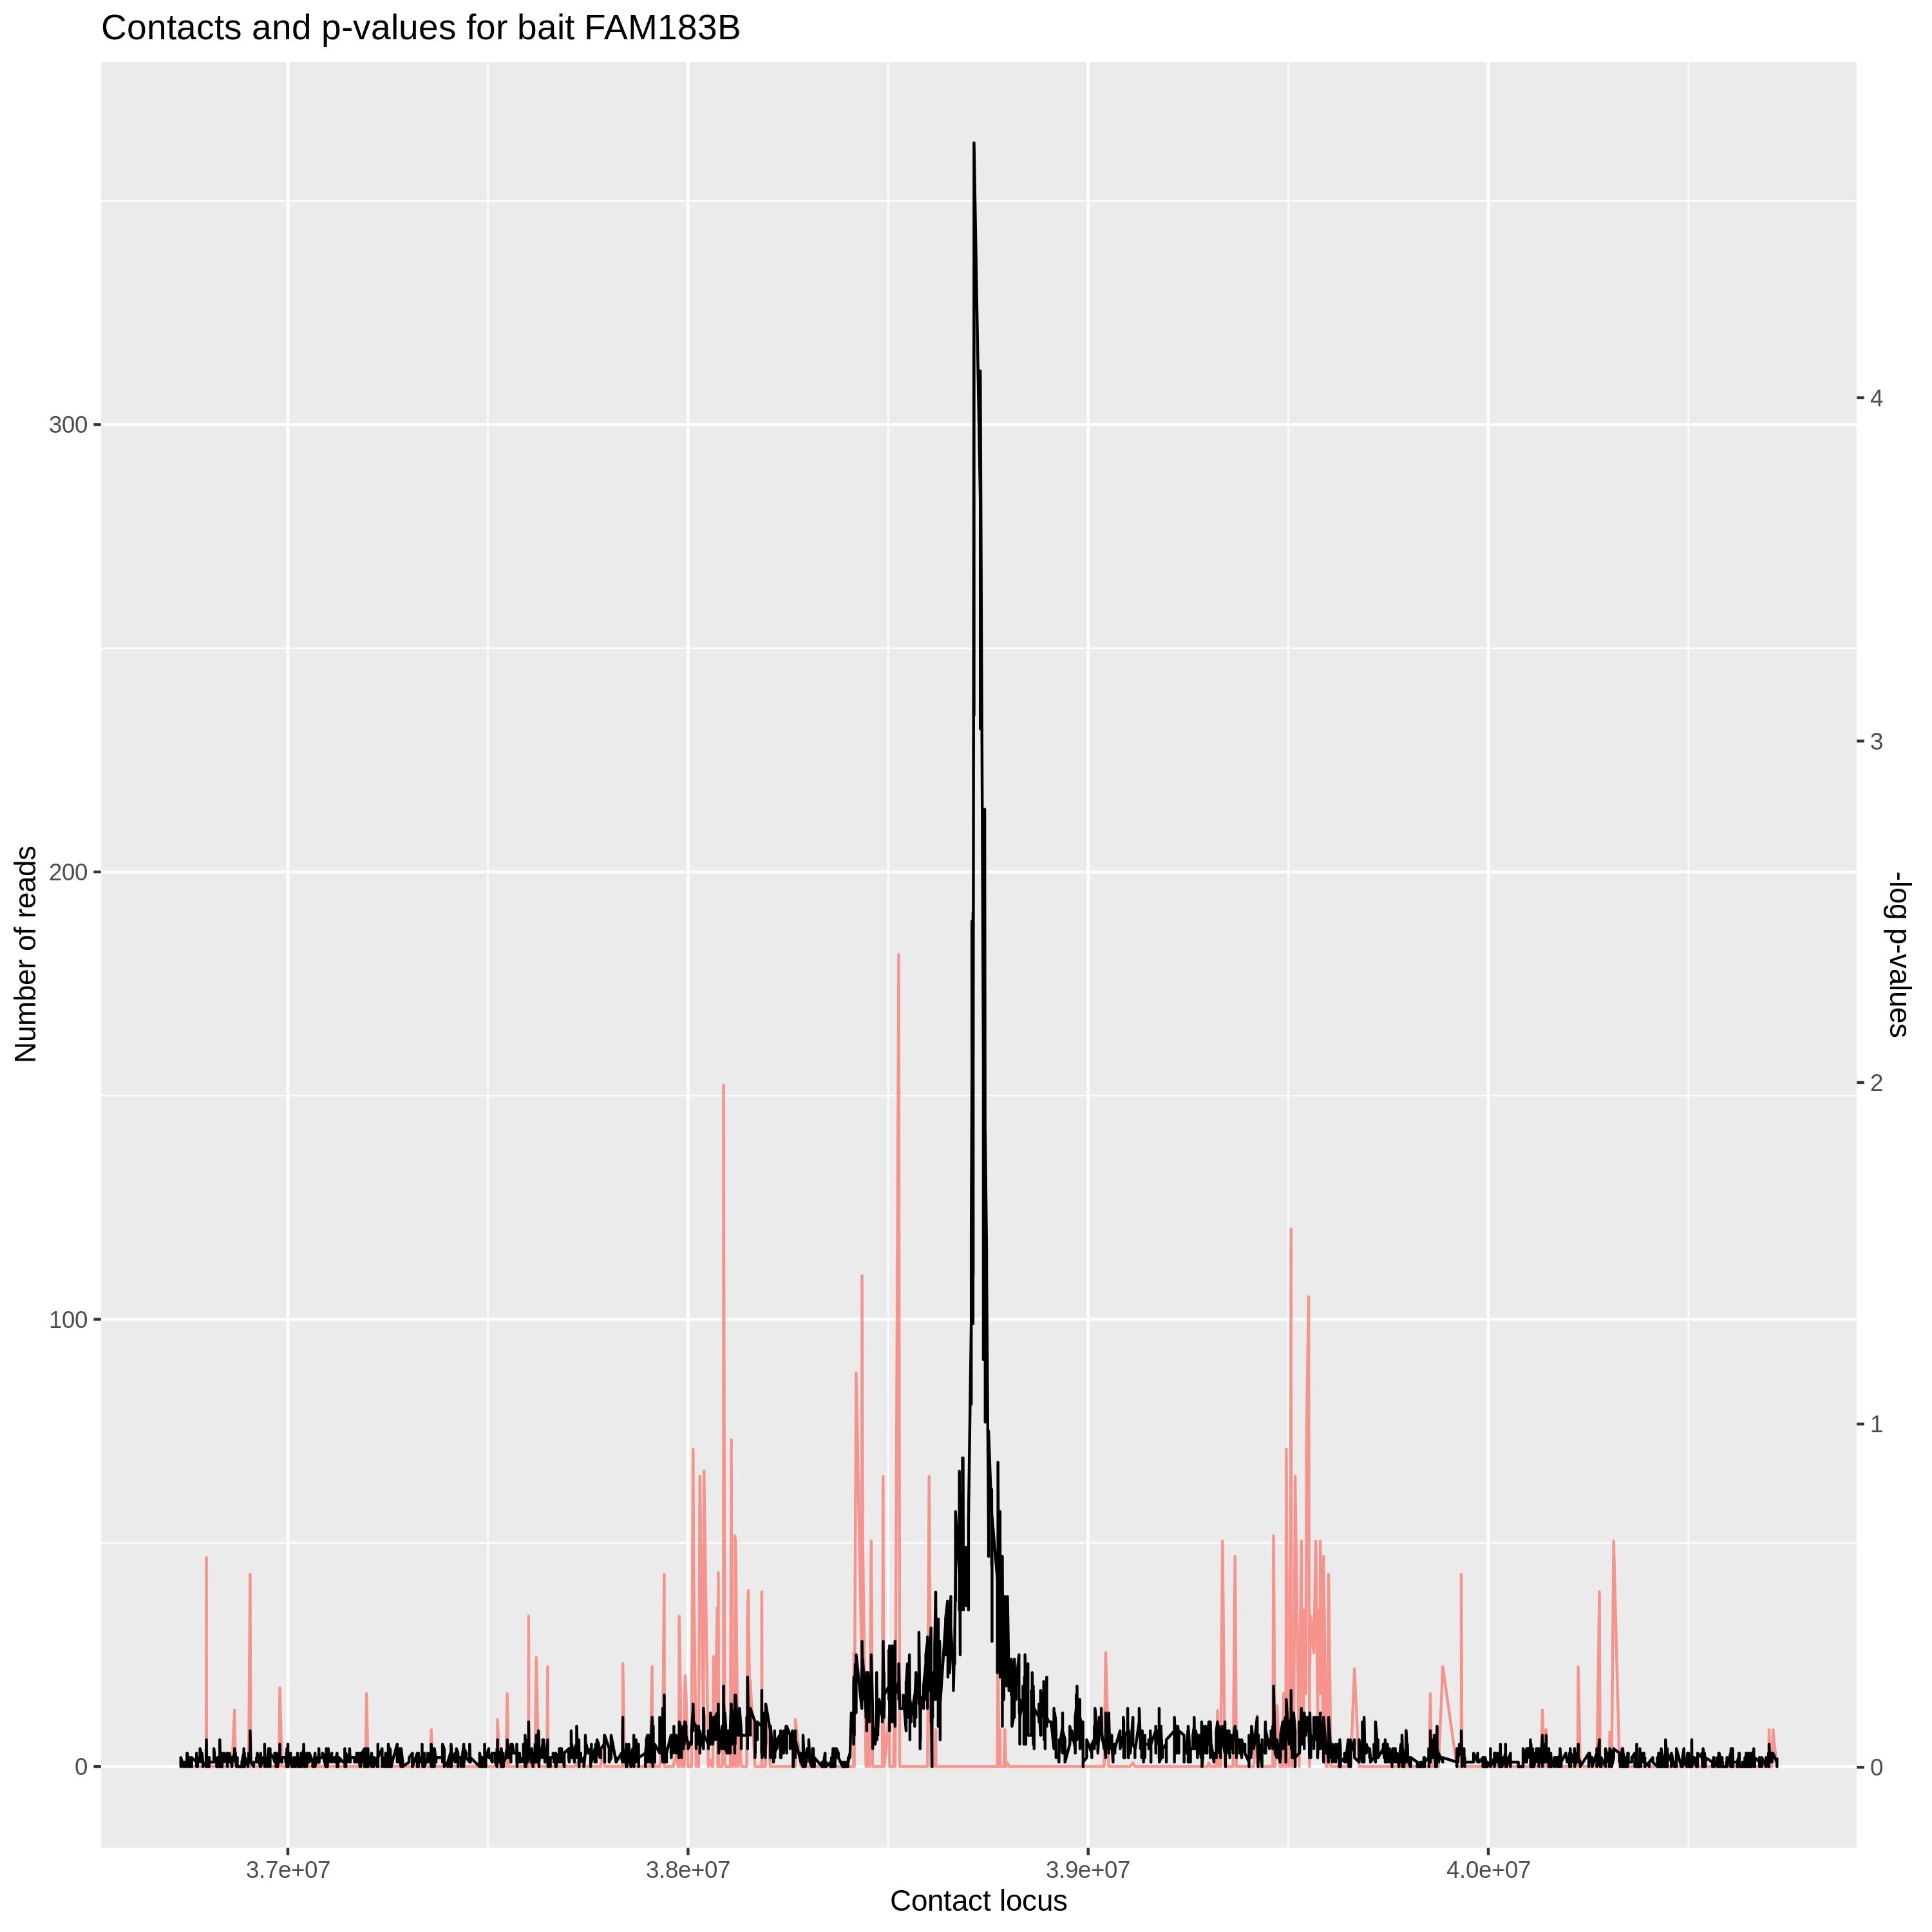 Contacts and p-values for bait FAM183B
Number of reads
300
200
100
0
4
3
2
1
0
-log p-values
3.7e+07
3.8e+07
3.9e+07
4.0e+07
Contact locus